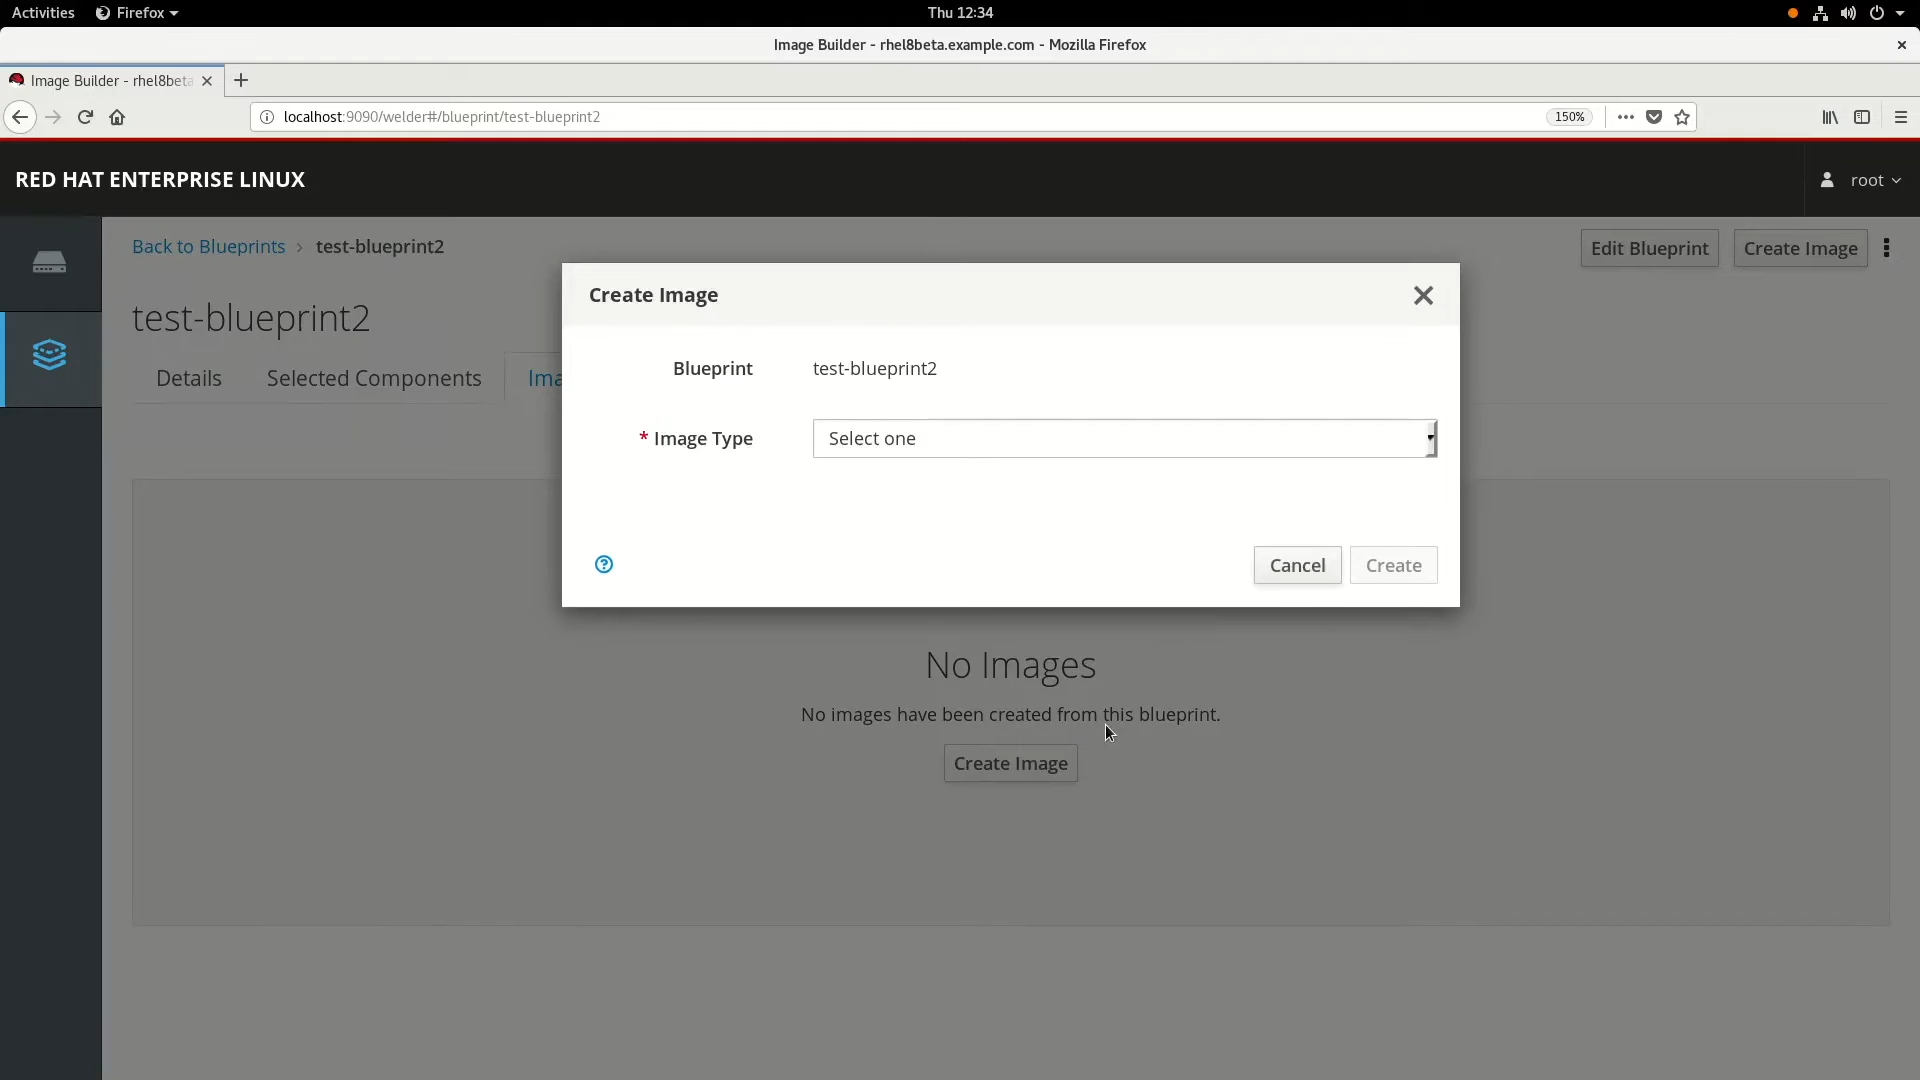 Activities Firefox Thu 12:34
Image Builder - rhel8beta.example.com - Mozilla Firefox
Image Builder - rhel8beta
localhost:9090/welder#/blueprint/test-blueprint2 150%
RED HAT ENTERPRISE LINUX root
Back to Blueprints › test-blueprint2 Edit Blueprint Create Image
test-blueprint2
Details Selected Components Ima
Create Image
Blueprint test-blueprint2
* Image Type Select one
Cancel Create
No Images
No images have been created from this blueprint.
Create Image